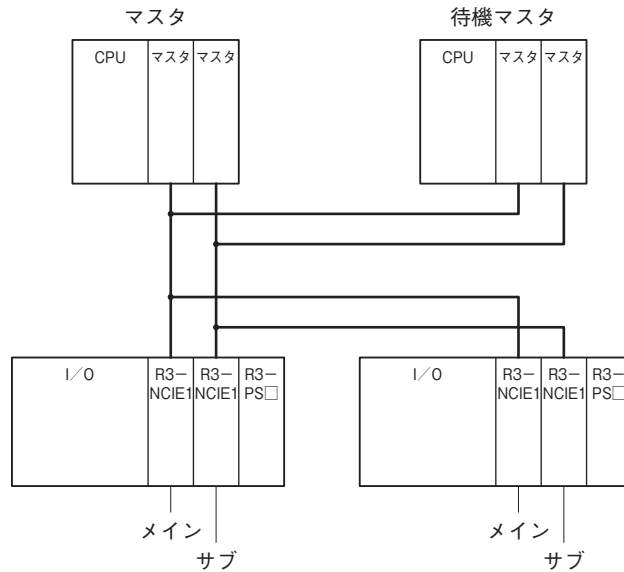 マスタ
待機マスタ
CPU
マスタ
マスタ
CPU
マスタ
マスタ
I/O
R3−
NCIE1
R3−
NCIE1
R3−
PS□
I/O
R3−
NCIE1
R3−
NCIE1
R3−
PS□
メイン
サブ
メイン
サブ